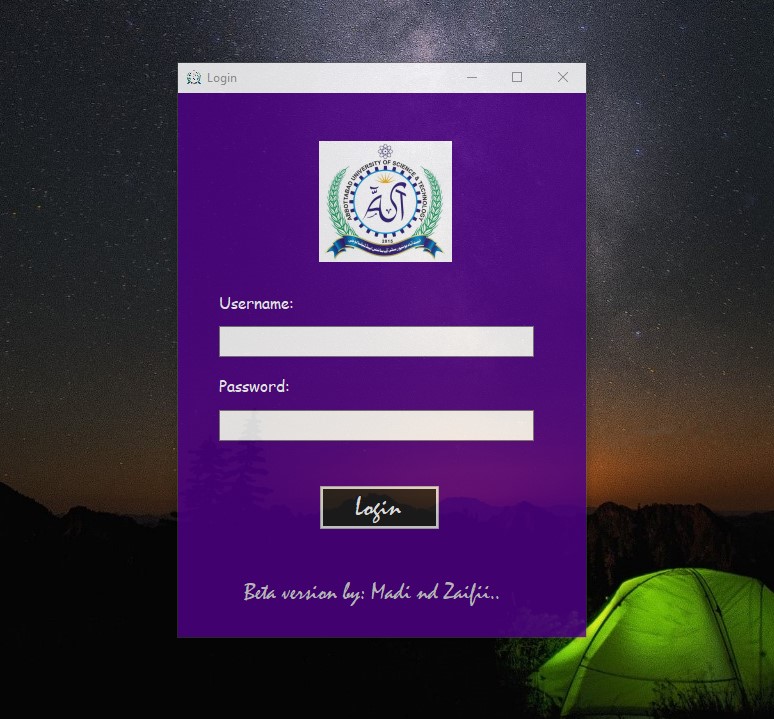 Login
ABBOTTABAD UNIVERSITY OF SCIENCE & TECHNOLOGY
2015
Username:
Password:
Login
Beta version by: Madi nd Zaifii..